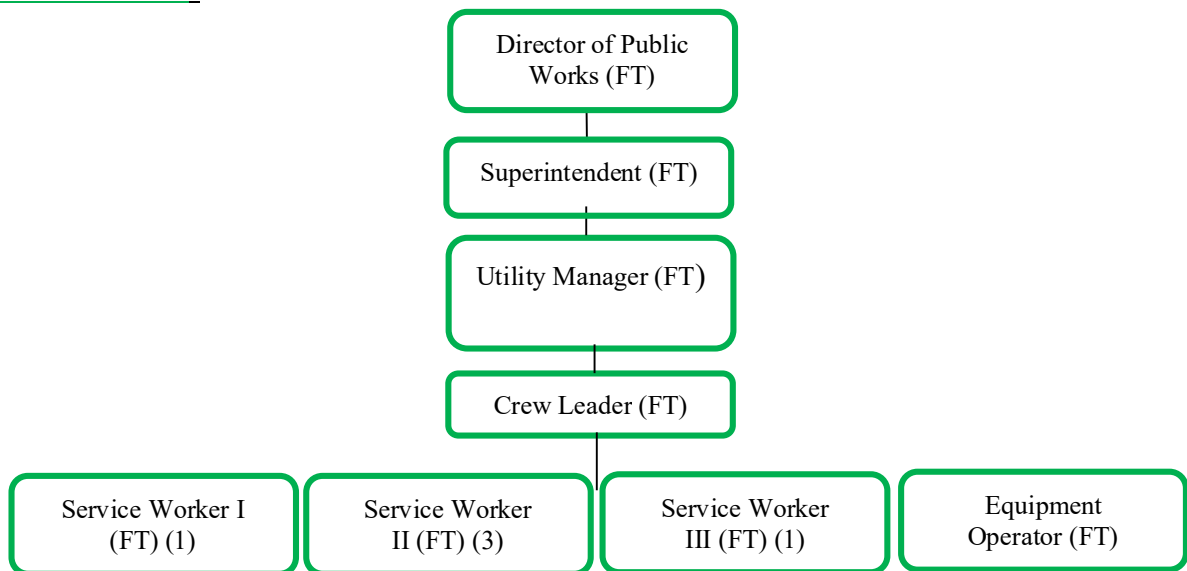 Director of Public
Works (FT)
Superintendent (FT)
Utility Manager (FT)
Crew Leader (FT)
Service Worker I
(FT) (1)
Service Worker
II (FT) (3)
Service Worker
III (FT) (1)
Equipment
Operator (FT)